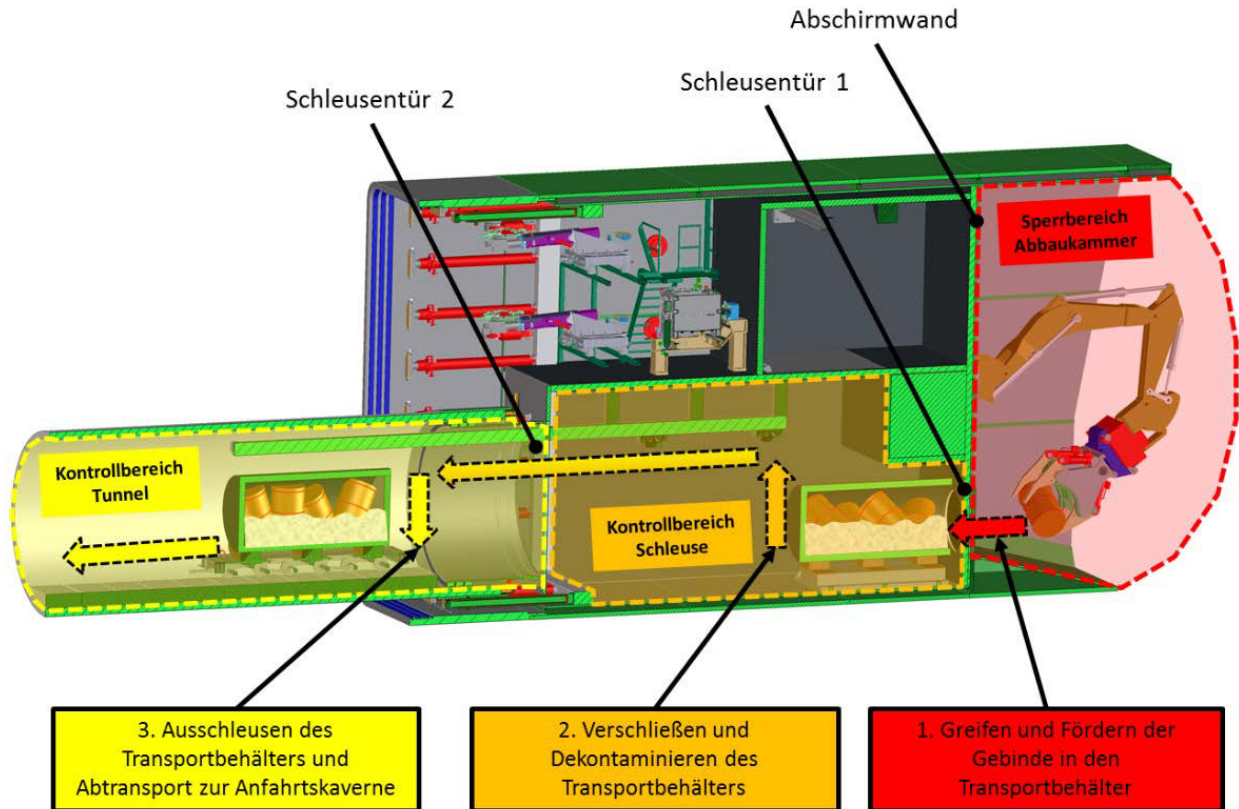 Abschirmwand
Schleusentür 1
Schleusentür 2
Sperrbereich
Abbaukammer
Kontrollbereich
Tunnel
Kontrollbereich
Schleuse
3. Ausschleusen des
Transportbehälters und
Abtransport zur Anfahrtskaverne
2. Verschließen und
Dekontaminieren des
Transportbehälters
1. Greifen und Fördern der
Gebinde in den
Transportbehälter